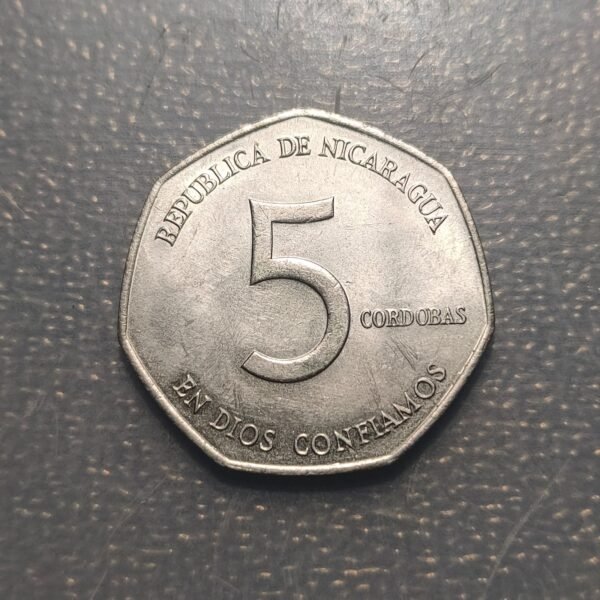 REPUBLICA DE NICARAGUA
5
CORDOBAS
EN DIOS CONFIAMOS